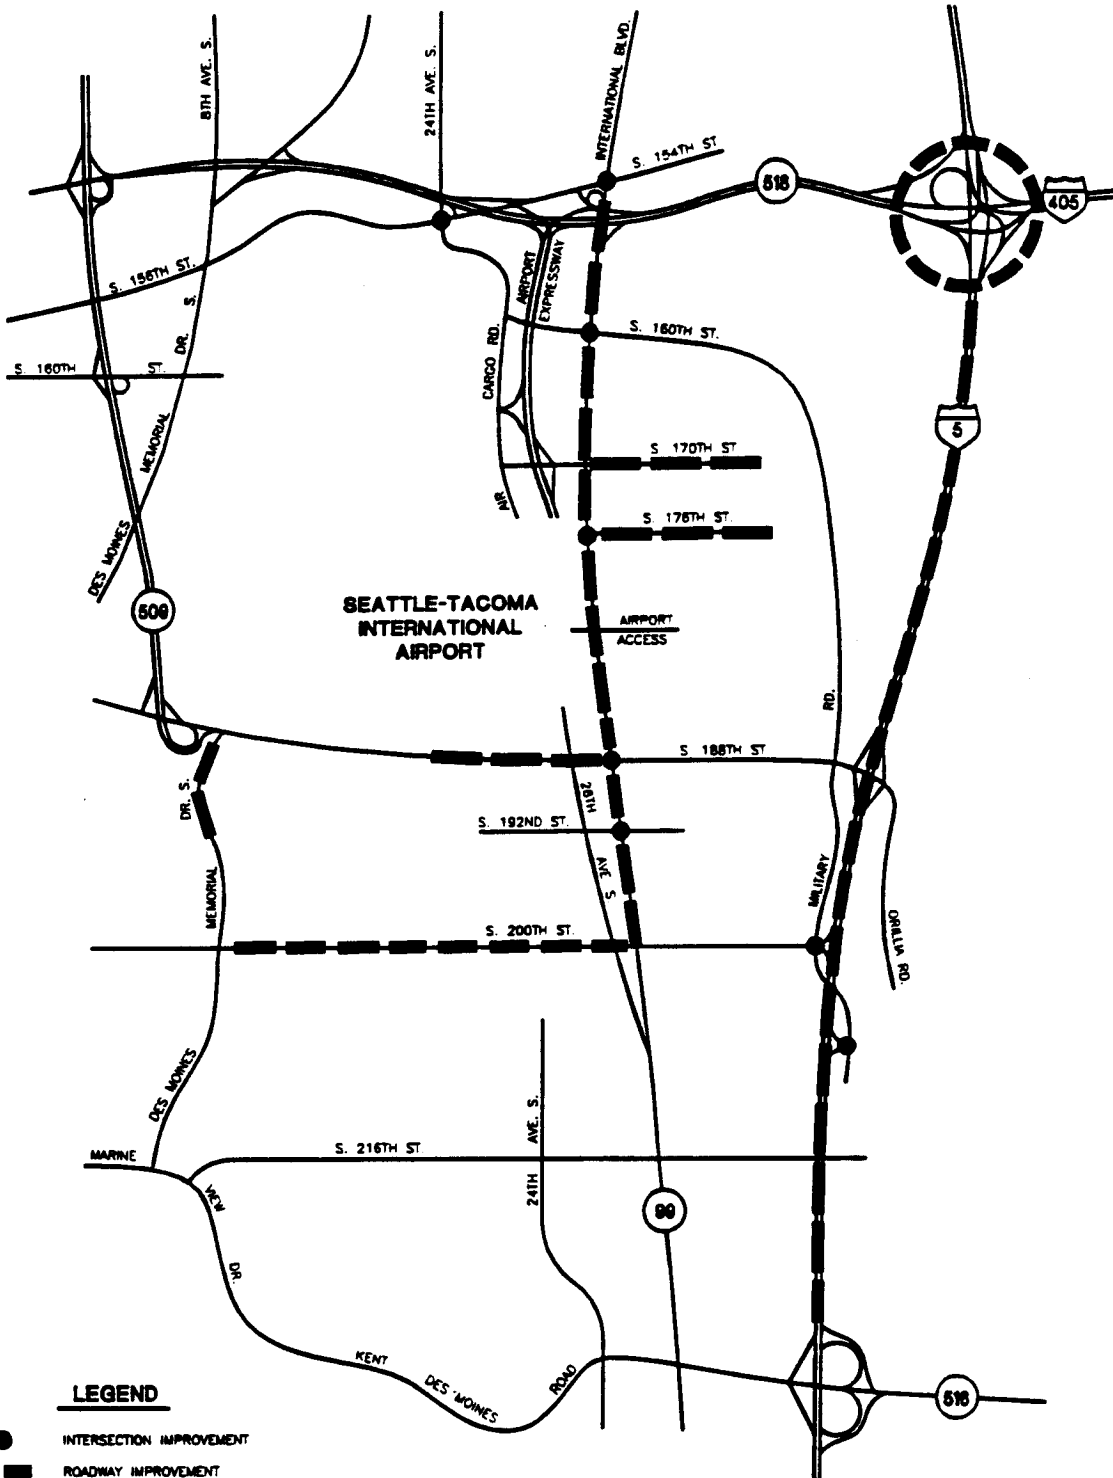 8TH AVE. S.
24TH AVE. S.
INTERNATIONAL BLVD.
S. 154TH ST
518
405
S. 156TH ST.
AIRPORT
EXPRESSWAY
S. 160TH ST.
S. 160TH ST.
DES MOINES MEMORIAL DR. S.
AIR CARGO RD.
5
S. 170TH ST
S. 176TH ST.
509
SEATTLE-TACOMA
INTERNATIONAL
AIRPORT
AIRPORT
ACCESS
MILITARY RD.
S. 188TH ST
28TH AVE S
S. 192ND ST.
ORILLIA RD.
S. 200TH ST.
DES MOINES MEMORIAL DR. S.
24TH AVE. S.
S. 216TH ST
MARINE VIEW DR.
99
KENT DES MOINES ROAD
516
LEGEND
INTERSECTION IMPROVEMENT
ROADWAY IMPROVEMENT